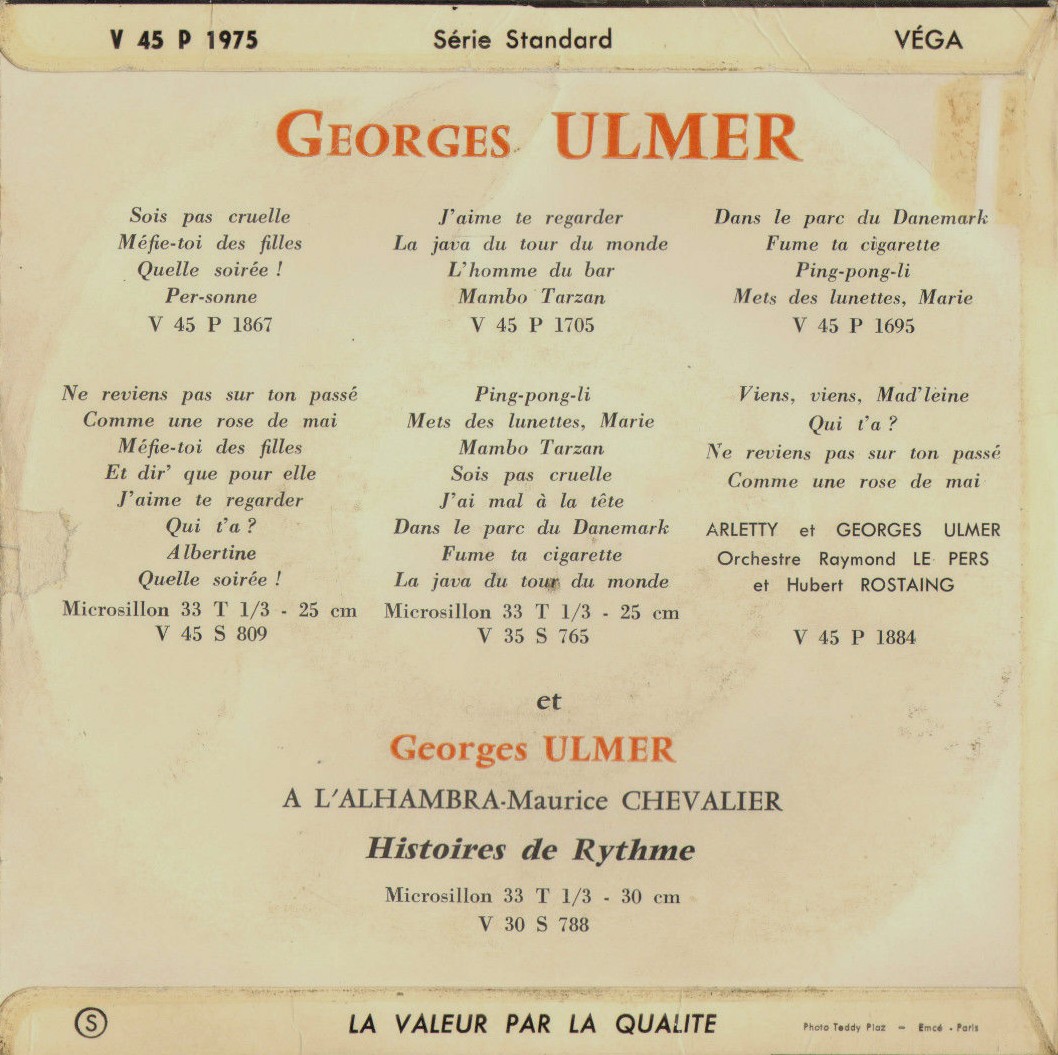 V 45 P 1975 Série Standard VÉGA
GEORGES ULMER
Sois pas cruelle
Méfie-toi des filles
Quelle soirée !
Per-sonne
V 45 P 1867
J'aime te regarder
La java du tour du monde
L'homme du bar
Mambo Tarzan
V 45 P 1705
Dans le parc du Danemark
Fume ta cigarette
Ping-pong-li
Mets des lunettes, Marie
V 45 P 1695
Ne reviens pas sur ton passé
Comme une rose de mai
Méfie-toi des filles
Et dir' que pour elle
J'aime te regarder
Qui t'a ?
Albertine
Quelle soirée !
Microsillon 33 T 1/3 - 25 cm
V 45 S 809
Ping-pong-li
Mets des lunettes, Marie
Mambo Tarzan
Sois pas cruelle
J'ai mal à la tête
Dans le parc du Danemark
Fume ta cigarette
La java du tour du monde
Microsillon 33 T 1/3 - 25 cm
V 35 S 765
Viens, viens, Mad'leine
Qui t'a ?
Ne reviens pas sur ton passé
Comme une rose de mai
ARLETTY et GEORGES ULMER
Orchestre Raymond LE PERS
et Hubert ROSTAING
V 45 P 1884
et
Georges ULMER
A L'ALHAMBRA-Maurice CHEVALIER
Histoires de Rythme
Microsillon 33 T 1/3 - 30 cm
V 30 S 788
S LA VALEUR PAR LA QUALITE Photo Teddy Piaz - Emcé - Paris